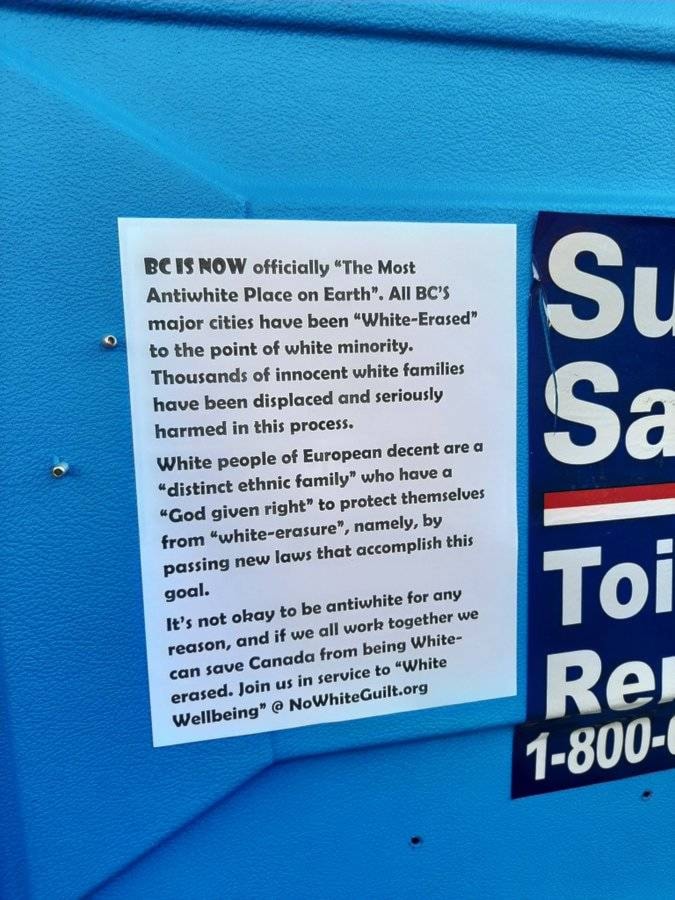 BC IS NOW officially "The Most
Antiwhite Place on Earth". All BC'S
major cities have been "White-Erased"
to the point of white minority.
Thousands of innocent white families
have been displaced and seriously
harmed in this process.
White people of European decent are a
"distinct ethnic family" who have a
"God given right" to protect themselves
from "white-erasure", namely, by
passing new laws that accomplish this
goal.
It's not okay to be antiwhite for any
reason, and if we all work together we
can save Canada from being White-
erased. Join us in service to "White
Wellbeing" @ NoWhiteGuilt.org
Su
Sa
Toi
Re
1-800-